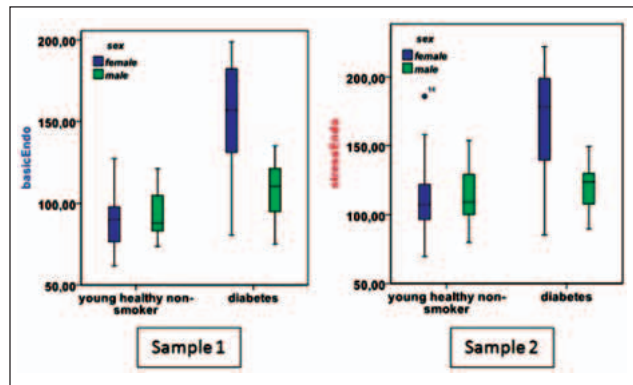 sex
female
male
200,00
150,00
100,00
50,00
basicEndo
young healthy non-
smoker
diabetes
Sample 1
sex
female
male
200,00
150,00
100,00
50,00
stressEndo
young healthy non-
smoker
diabetes
Sample 2